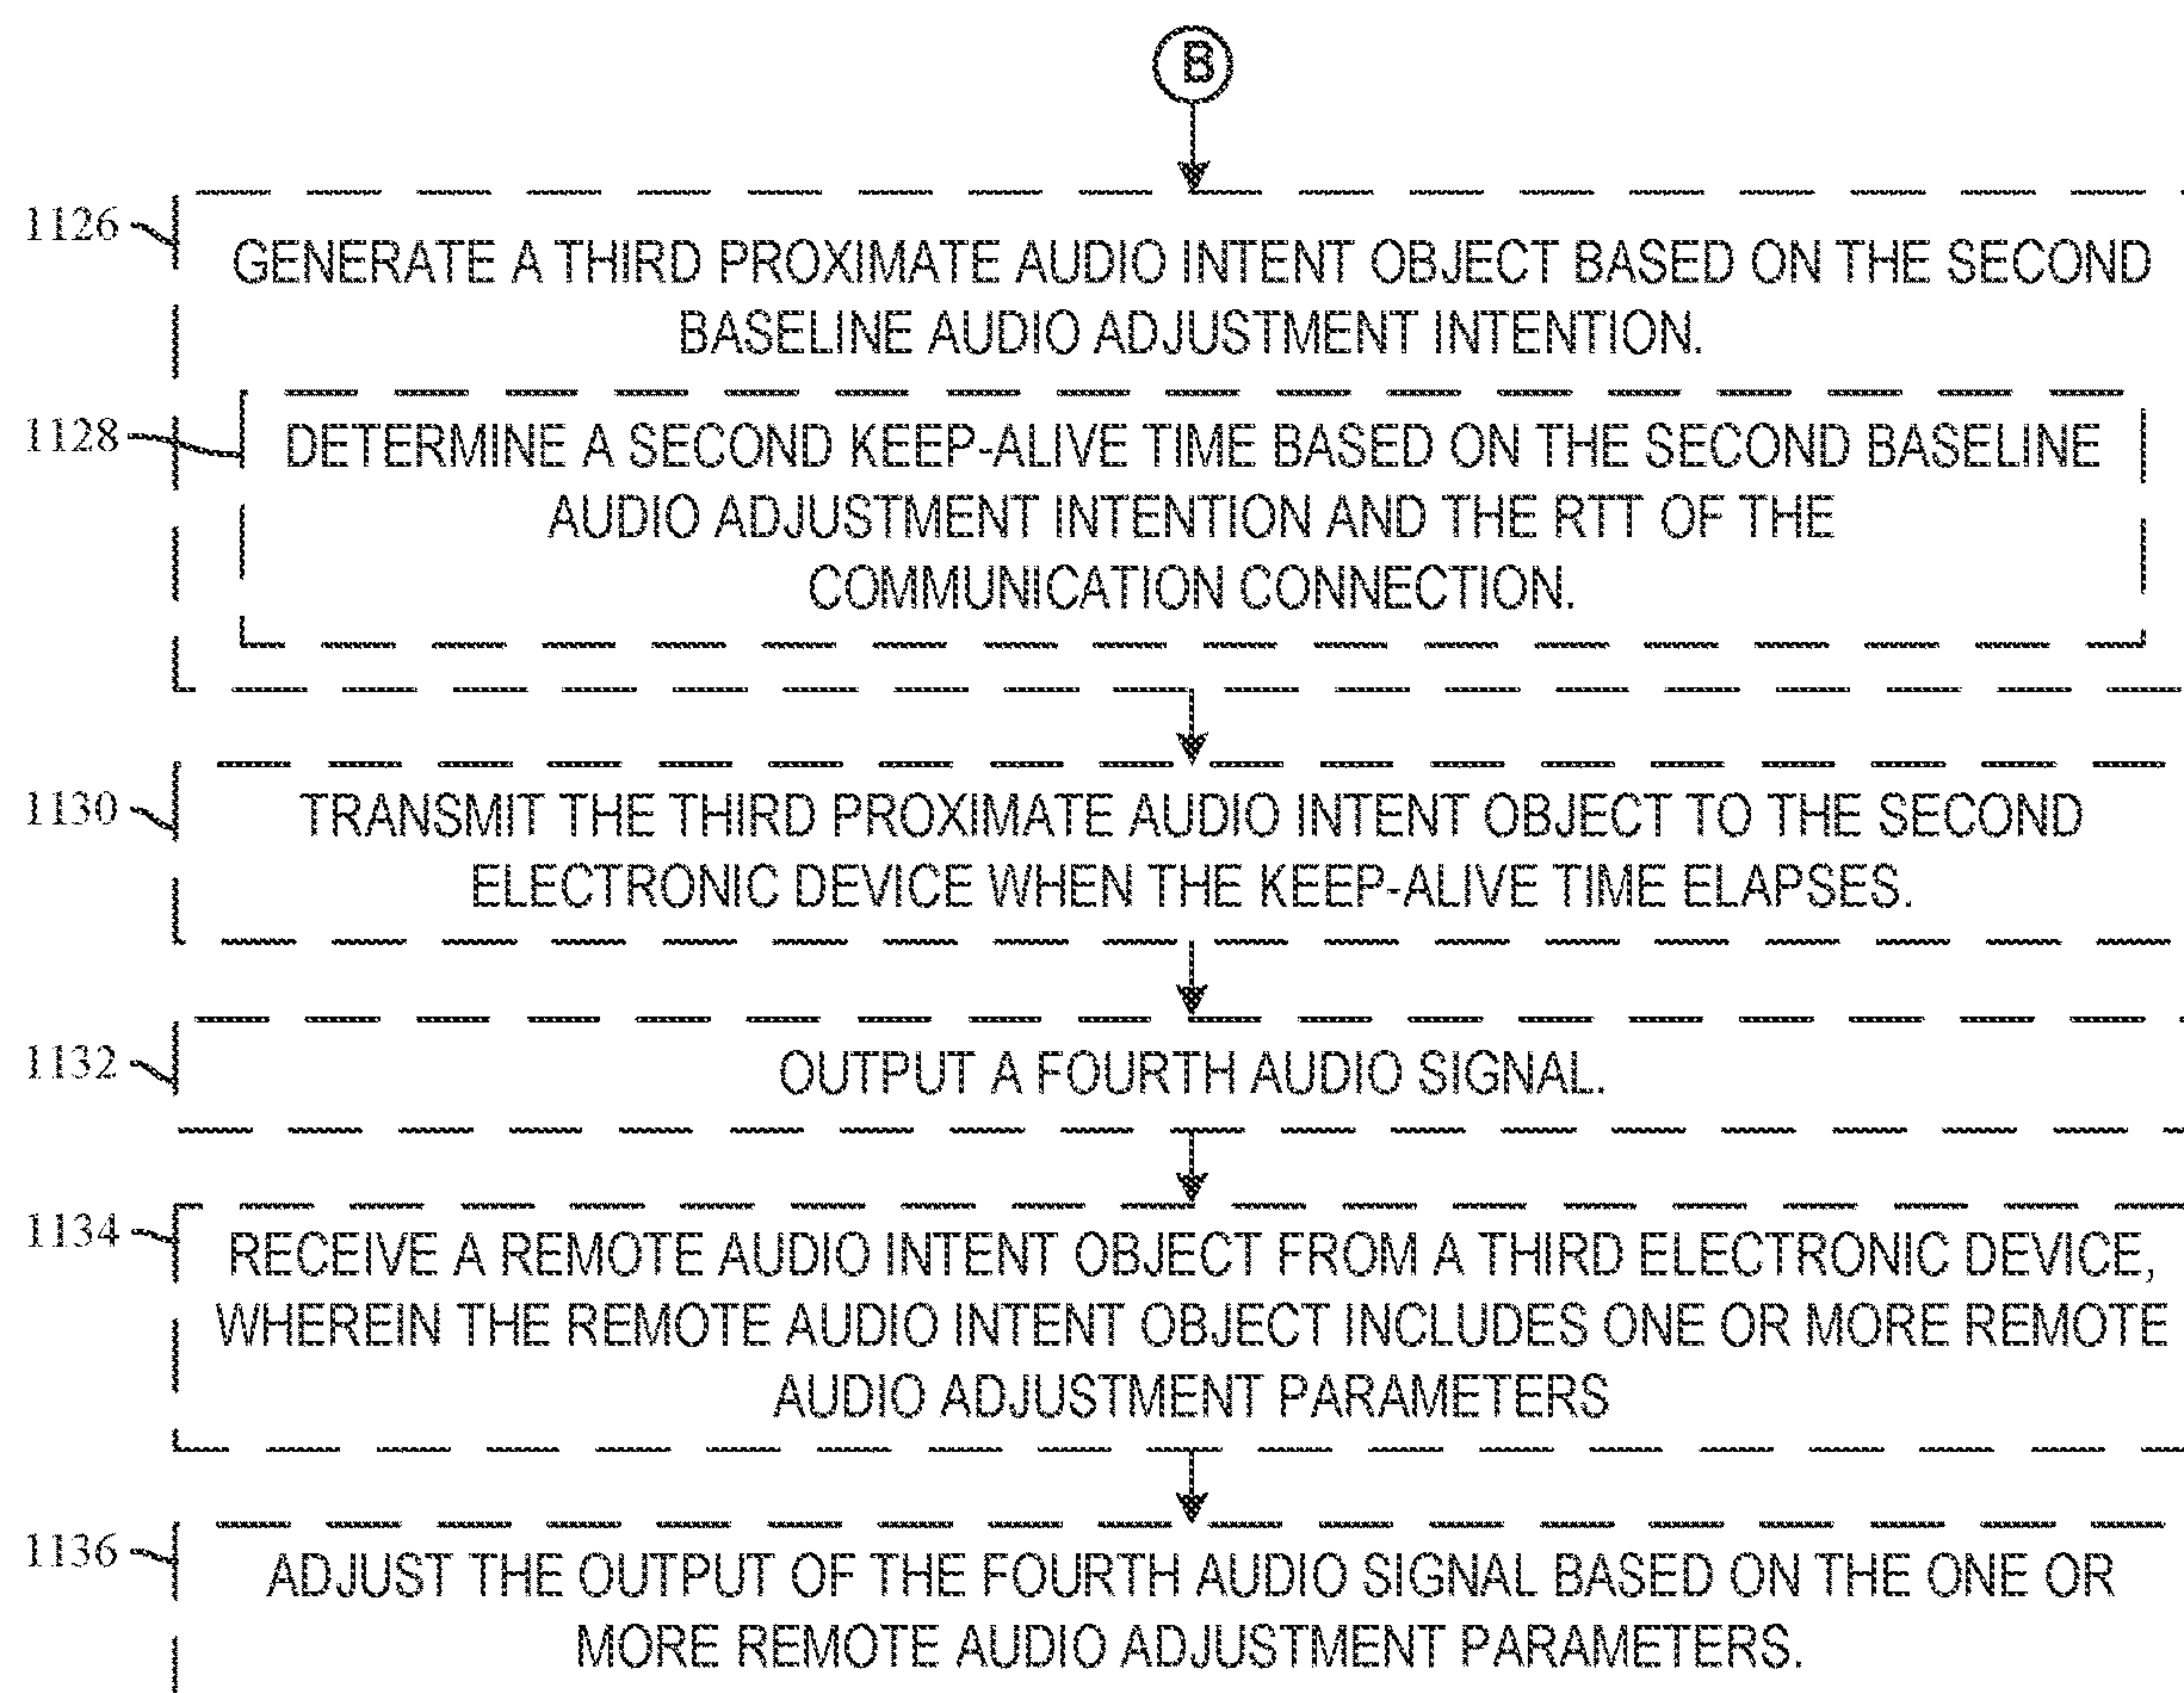 B
1126
GENERATE A THIRD PROXIMATE AUDIO INTENT OBJECT BASED ON THE SECOND
BASELINE AUDIO ADJUSTMENT INTENTION.
1128
DETERMINE A SECOND KEEP-ALIVE TIME BASED ON THE SECOND BASELINE
AUDIO ADJUSTMENT INTENTION AND THE RTT OF THE
COMMUNICATION CONNECTION.
1130
TRANSMIT THE THIRD PROXIMATE AUDIO INTENT OBJECT TO THE SECOND
ELECTRONIC DEVICE WHEN THE KEEP-ALIVE TIME ELAPSES.
1132
OUTPUT A FOURTH AUDIO SIGNAL.
1134
RECEIVE A REMOTE AUDIO INTENT OBJECT FROM A THIRD ELECTRONIC DEVICE,
WHEREIN THE REMOTE AUDIO INTENT OBJECT INCLUDES ONE OR MORE REMOTE
AUDIO ADJUSTMENT PARAMETERS
1136
ADJUST THE OUTPUT OF THE FOURTH AUDIO SIGNAL BASED ON THE ONE OR
MORE REMOTE AUDIO ADJUSTMENT PARAMETERS.